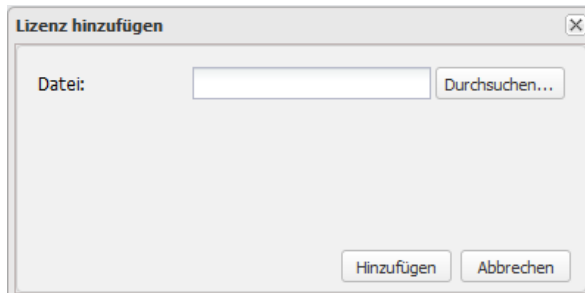 Lizenz hinzufügen
Datei: Durchsuchen...
Hinzufügen Abbrechen